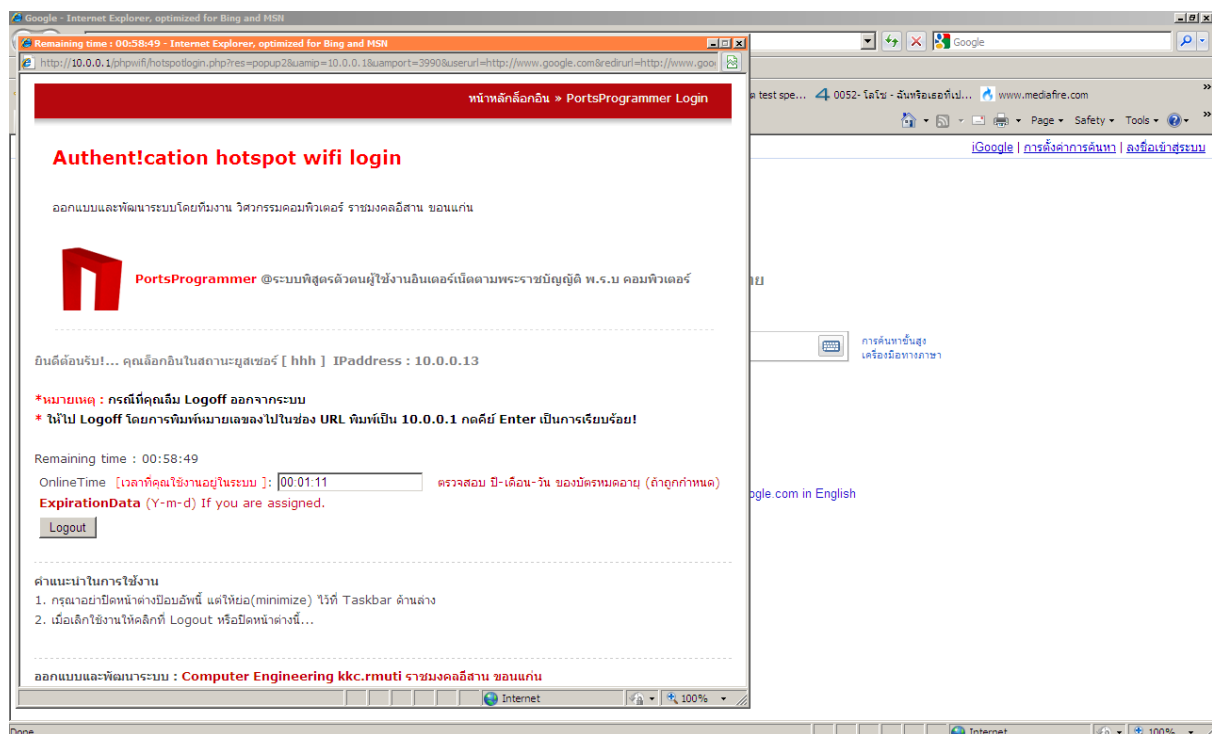 Google - Internet Explorer, optimized for Bing and MSN
Remaining time : 00:58:49 - Internet Explorer, optimized for Bing and MSN
Google
http://10.0.0.1/phpwifi/hotspotlogin.php?res=popup2&uamip=10.0.0.1&uamport=3990&userurl=http://www.google.com&redirurl=http://www.goo
test spe... 0052- โลโซ - ฉันหรือเธอที่เป... www.mediafire.com
หน้าหลักล็อกอิน » PortsProgrammer Login
Page Safety Tools
iGoogle | การตั้งค่าการค้นหา | ลงชื่อเข้าสู่ระบบ
Authent!cation hotspot wifi login
ออกแบบและพัฒนาระบบโดยทีมงาน วิศวกรรมคอมพิวเตอร์ ราชมงคลอีสาน ขอนแก่น
PortsProgrammer @ระบบพิสูตรตัวตนผู้ใช้งานอินเตอร์เน็ตตามพระราชบัญญัติ พ.ร.บ คอมพิวเตอร์
การค้นหาขั้นสูง
เครื่องมือทางภาษา
ยินดีต้อนรับ!... คุณล็อกอินในสถานะยูสเซอร์ [ hhh ] IPaddress : 10.0.0.13
*หมายเหตุ : กรณีที่คุณลืม Logoff ออกจากระบบ
* ให้ไป Logoff โดยการพิมพ์หมายเลขลงไปในช่อง URL พิมพ์เป็น 10.0.0.1 กดคีย์ Enter เป็นการเรียบร้อย!
Remaining time : 00:58:49
OnlineTime [เวลาที่คุณใช้งานอยู่ในระบบ ]: 00:01:11 ตรวจสอบ ปี-เดือน-วัน ของบัตรหมดอายุ (ถ้าถูกกำหนด)
ogle.com in English
ExpirationData (Y-m-d) If you are assigned.
Logout
คำแนะนำในการใช้งาน
1. กรุณาอย่าปิดหน้าต่างป๊อบอัพนี้ แต่ให้ย่อ(minimize) ไว้ที่ Taskbar ด้านล่าง
2. เมื่อเลิกใช้งานให้คลิกที่ Logout หรือปิดหน้าต่างนี้...
ออกแบบและพัฒนาระบบ : Computer Engineering kkc.rmuti ราชมงคลอีสาน ขอนแก่น
Internet 100%
Done Internet 100%